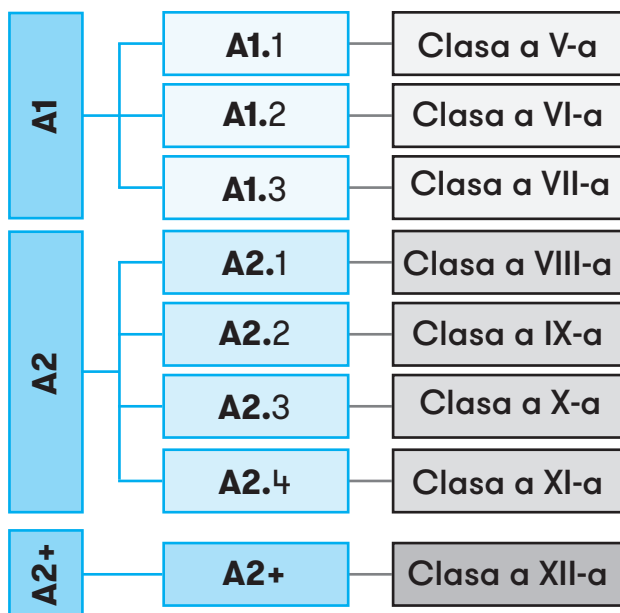 A1
A1.1
Clasa a V-a
A1.2
Clasa a VI-a
A1.3
Clasa a VII-a
A2
A2.1
Clasa a VIII-a
A2.2
Clasa a IX-a
A2.3
Clasa a X-a
A2.4
Clasa a XI-a
A2+
A2+
Clasa a XII-a